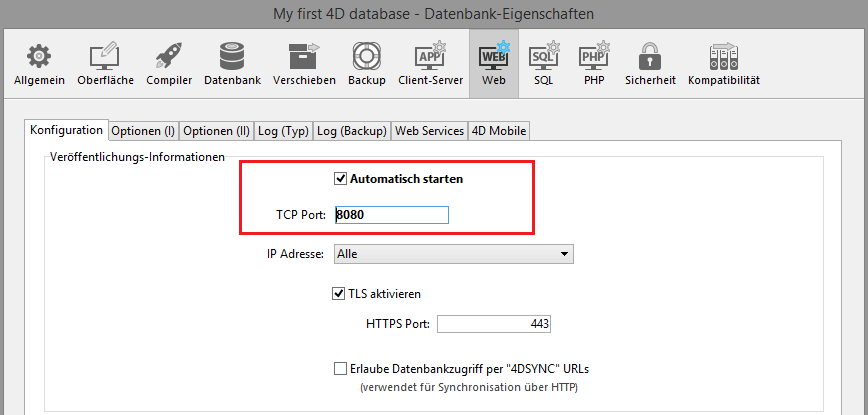 My first 4D database - Datenbank-Eigenschaften
APP WEB SQL PHP
Allgemein Oberfläche Compiler Datenbank Verschieben Backup Client-Server Web SQL PHP Sicherheit Kompatibilität
Konfiguration Optionen (I) Optionen (II) Log (Typ) Log (Backup) Web Services 4D Mobile
Veröffentlichungs-Informationen
Automatisch starten
TCP Port: 8080
IP Adresse: Alle
TLS aktivieren
HTTPS Port: 443
Erlaube Datenbankzugriff per "4DSYNC" URLs
(verwendet für Synchronisation über HTTP)